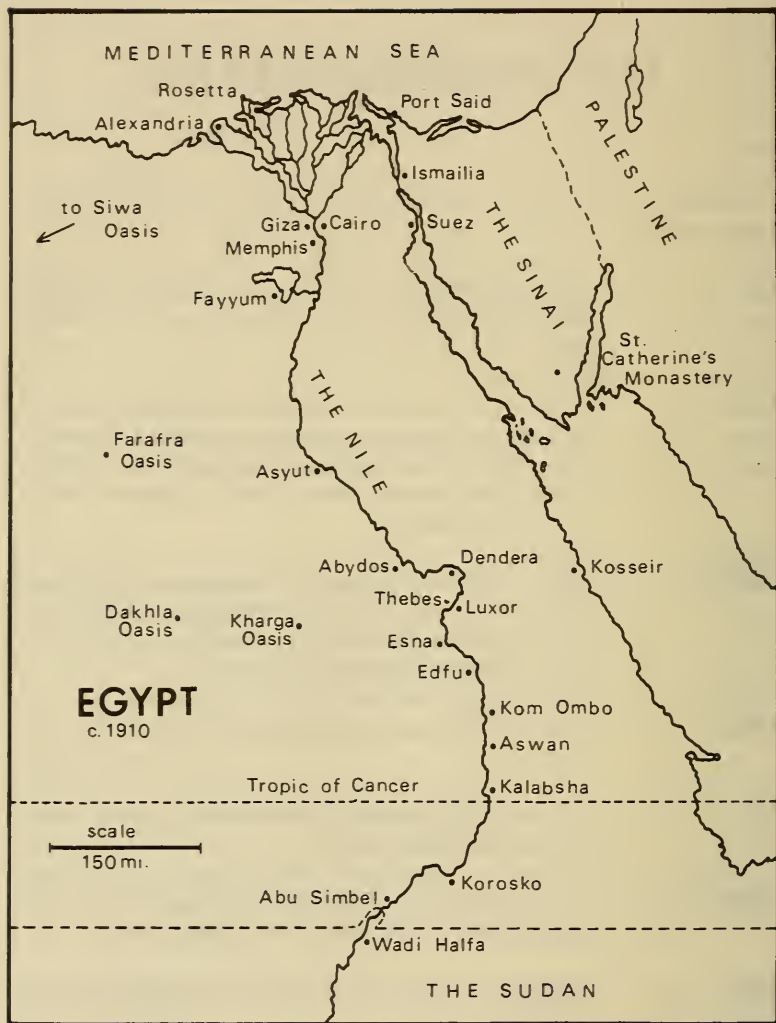 MEDITERRANEAN SEA
Rosetta
Port Said
Alexandria
PALESTINE
Ismailia
to Siwa
Oasis
THE SINAI
Giza
Cairo
Suez
Memphis
Fayyum
St.
Catherine's
Monastery
THE NILE
Farafra
Oasis
Asyut
Abydos
Dendera
Kosseir
Thebes
Luxor
Dakhla
Oasis
Kharga
Oasis
Esna
Edfu
EGYPT
c. 1910
Kom Ombo
Aswan
Tropic of Cancer
Kalabsha
scale
150 mi.
Korosko
Abu Simbel
Wadi Halfa
THE SUDAN